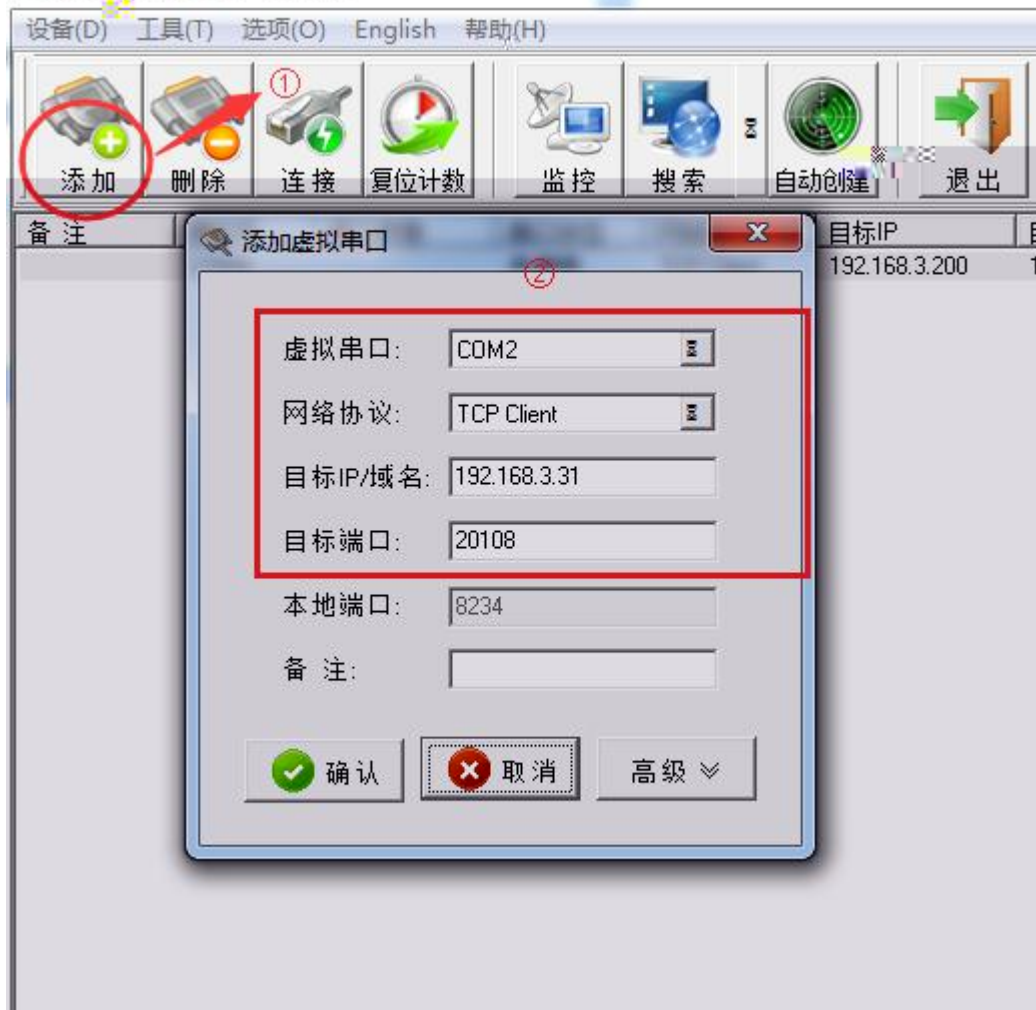 设备(D) 工具(T) 选项(O) English 帮助(H)
①
添加 删除 连接 复位计数 监控 搜索 自动创建 退出
备注 目标IP
192.168.3.200
添加虚拟串口
②
虚拟串口: COM2
网络协议: TCP Client
目标IP/域名: 192.168.3.31
目标端口: 20108
本地端口: 8234
备 注:
确认 取消 高级